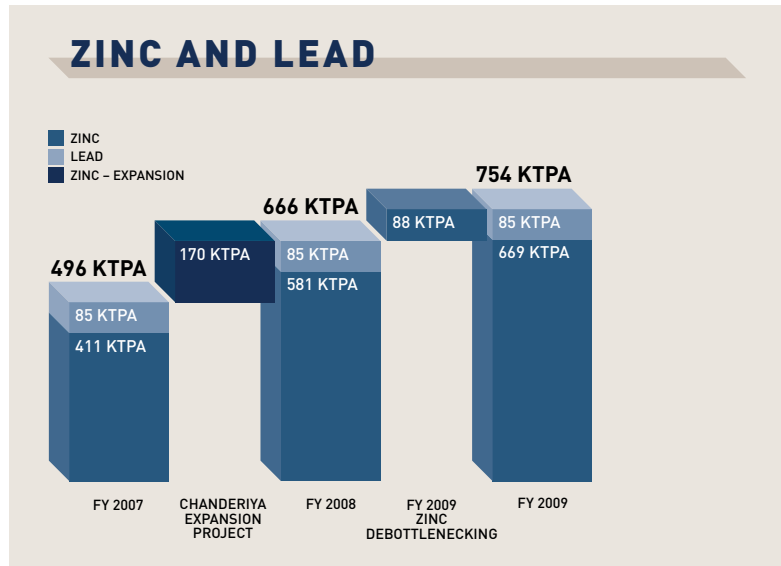 ZINC AND LEAD
ZINC
LEAD
ZINC – EXPANSION
496 KTPA
85 KTPA
411 KTPA
FY 2007
170 KTPA
CHANDERIYA
EXPANSION
PROJECT
666 KTPA
85 KTPA
581 KTPA
FY 2008
88 KTPA
FY 2009
ZINC
DEBOTTLENECKING
754 KTPA
85 KTPA
669 KTPA
FY 2009